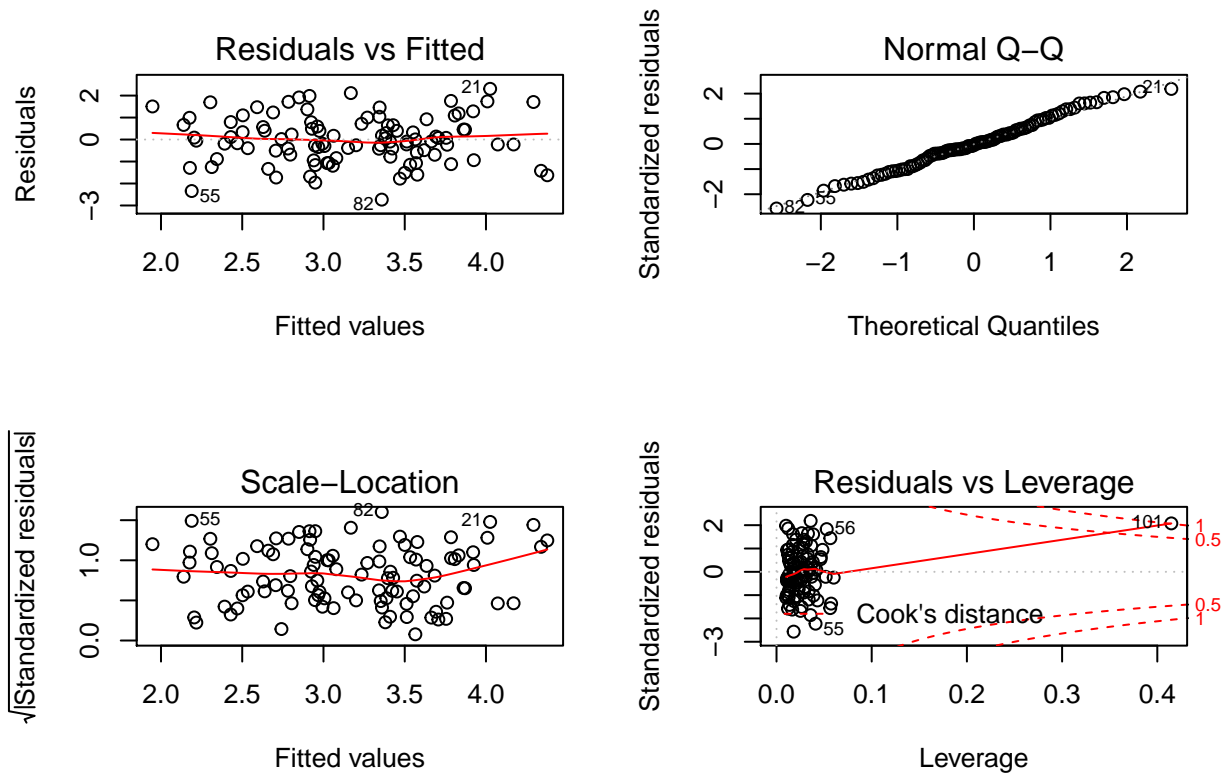 Residuals vs Fitted
Residuals
2
0
−3
21
55
82
2.0 2.5 3.0 3.5 4.0
Fitted values
Normal Q−Q
Standardized residuals
2
0
−2
21
82
55
−2 −1 0 1 2
Theoretical Quantiles
Scale−Location
√|Standardized residuals|
1.0
0.0
55
82
21
2.0 2.5 3.0 3.5 4.0
Fitted values
Residuals vs Leverage
Standardized residuals
2
0
−3
56
101
55
Cook's distance
1
0.5
0.5
1
0.0 0.1 0.2 0.3 0.4
Leverage